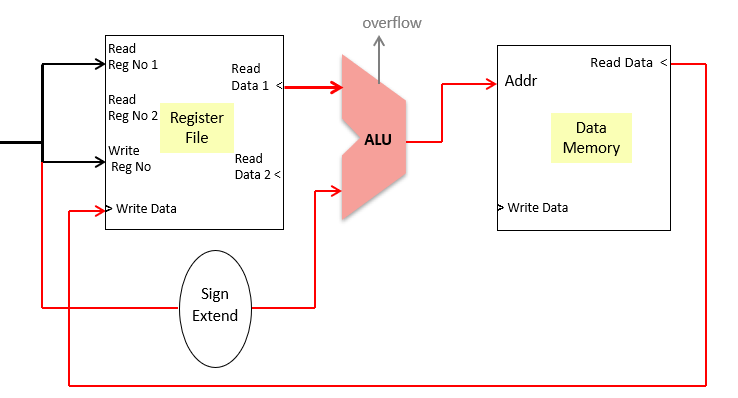 overflow
Read
Reg No 1
Read
Reg No 2
Write
Reg No
> Write Data
Register
File
Read
Data 1 <
Read
Data 2 <
Sign
Extend
ALU
Read Data <
Addr
Data
Memory
> Write Data